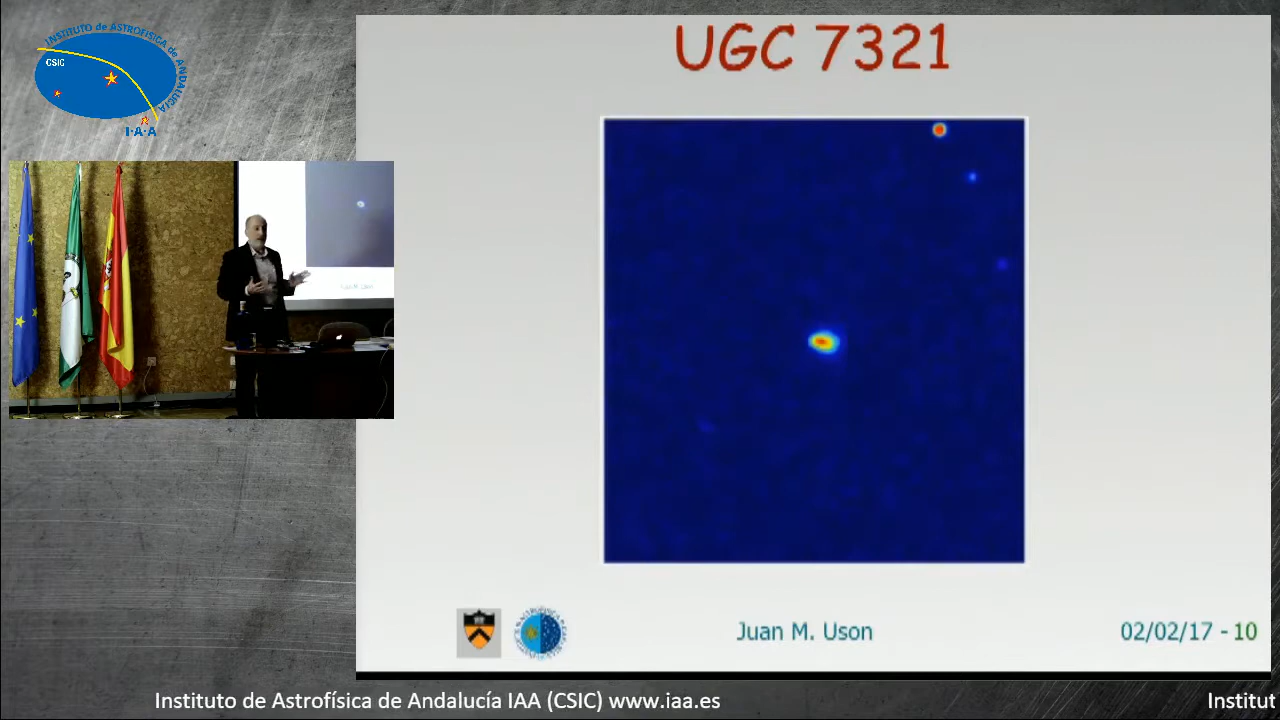 INSTITUTO de ASTROFÍSICA de ANDALUCÍA
CSIC
I·A·A
UGC 7321
Juan M. Uson
02/02/17 - 10
Instituto de Astrofísica de Andalucía IAA (CSIC) www.iaa.es
Institut